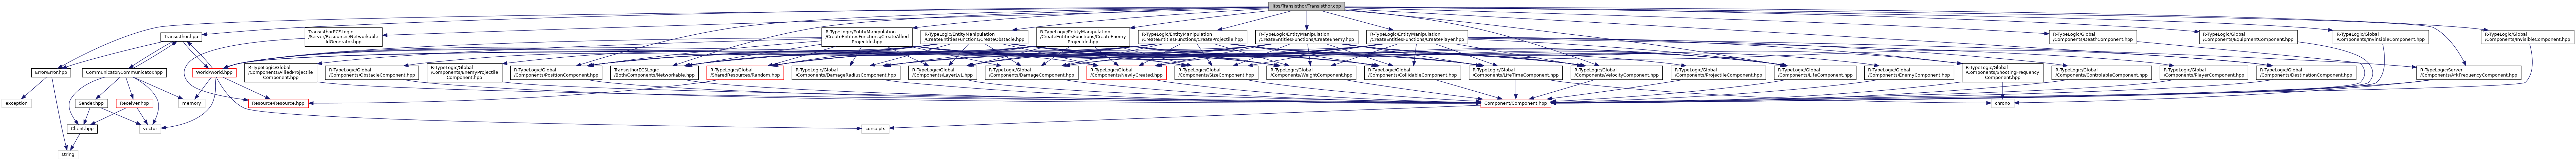 libs/Transisthor/Transisthor.cpp
Transisthor.hpp
TransisthorECSLogic
/Server/Resources/Networkable
IdGenerator.hpp
R-TypeLogic/EntityManipulation
/CreateEntitiesFunctions/CreateAllied
Projectile.hpp
R-TypeLogic/EntityManipulation
/CreateEntitiesFunctions/CreateObstacle.hpp
R-TypeLogic/EntityManipulation
/CreateEntitiesFunctions/CreateEnemy
Projectile.hpp
R-TypeLogic/EntityManipulation
/CreateEntitiesFunctions/CreateProjectile.hpp
R-TypeLogic/EntityManipulation
/CreateEntitiesFunctions/CreateEnemy.hpp
R-TypeLogic/EntityManipulation
/CreateEntitiesFunctions/CreatePlayer.hpp
R-TypeLogic/Global
/Components/DeathComponent.hpp
R-TypeLogic/Global
/Components/EquipmentComponent.hpp
R-TypeLogic/Global
/Components/InvincibleComponent.hpp
R-TypeLogic/Global
/Components/InvisibleComponent.hpp
Error/Error.hpp
Communicator/Communicator.hpp
World/World.hpp
R-TypeLogic/Global
/Components/AlliedProjectile
Component.hpp
R-TypeLogic/Global
/Components/ObstacleComponent.hpp
R-TypeLogic/Global
/Components/EnemyProjectile
Component.hpp
R-TypeLogic/Global
/Components/PositionComponent.hpp
TransisthorECSLogic
/Both/Components/Networkable.hpp
R-TypeLogic/Global
/SharedResources/Random.hpp
R-TypeLogic/Global
/Components/DamageRadiusComponent.hpp
R-TypeLogic/Global
/Components/LayerLvL.hpp
R-TypeLogic/Global
/Components/DamageComponent.hpp
R-TypeLogic/Global
/Components/NewlyCreated.hpp
R-TypeLogic/Global
/Components/SizeComponent.hpp
R-TypeLogic/Global
/Components/WeightComponent.hpp
R-TypeLogic/Global
/Components/CollidableComponent.hpp
R-TypeLogic/Global
/Components/LifeTimeComponent.hpp
R-TypeLogic/Global
/Components/VelocityComponent.hpp
R-TypeLogic/Global
/Components/ProjectileComponent.hpp
R-TypeLogic/Global
/Components/LifeComponent.hpp
R-TypeLogic/Global
/Components/EnemyComponent.hpp
R-TypeLogic/Global
/Components/ShootingFrequency
Component.hpp
R-TypeLogic/Global
/Components/ControlableComponent.hpp
R-TypeLogic/Global
/Components/PlayerComponent.hpp
R-TypeLogic/Global
/Components/DestinationComponent.hpp
R-TypeLogic/Server
/Components/AfkFrequencyComponent.hpp
exception
Sender.hpp
Receiver.hpp
memory
Resource/Resource.hpp
Component/Component.hpp
chrono
Client.hpp
vector
concepts
string